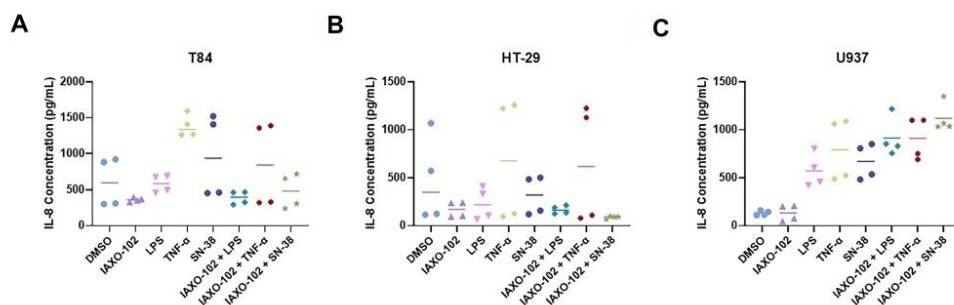 A
T84
IL-8 Concentration (pg/mL)
2000
1500
1000
500
0
DMSO
IAXO-102
LPS
TNF-α
SN-38
IAXO-102 + LPS
IAXO-102 + TNF-α
IAXO-102 + SN-38
B
HT-29
IL-8 Concentration (pg/mL)
1500
1000
500
0
DMSO
IAXO-102
LPS
TNF-α
SN-38
IAXO-102 + LPS
IAXO-102 + TNF-α
IAXO-102 + SN-38
C
U937
IL-8 Concentration (pg/mL)
1500
1000
500
0
DMSO
IAXO-102
LPS
TNF-α
SN-38
IAXO-102 + LPS
IAXO-102 + TNF-α
IAXO-102 + SN-38